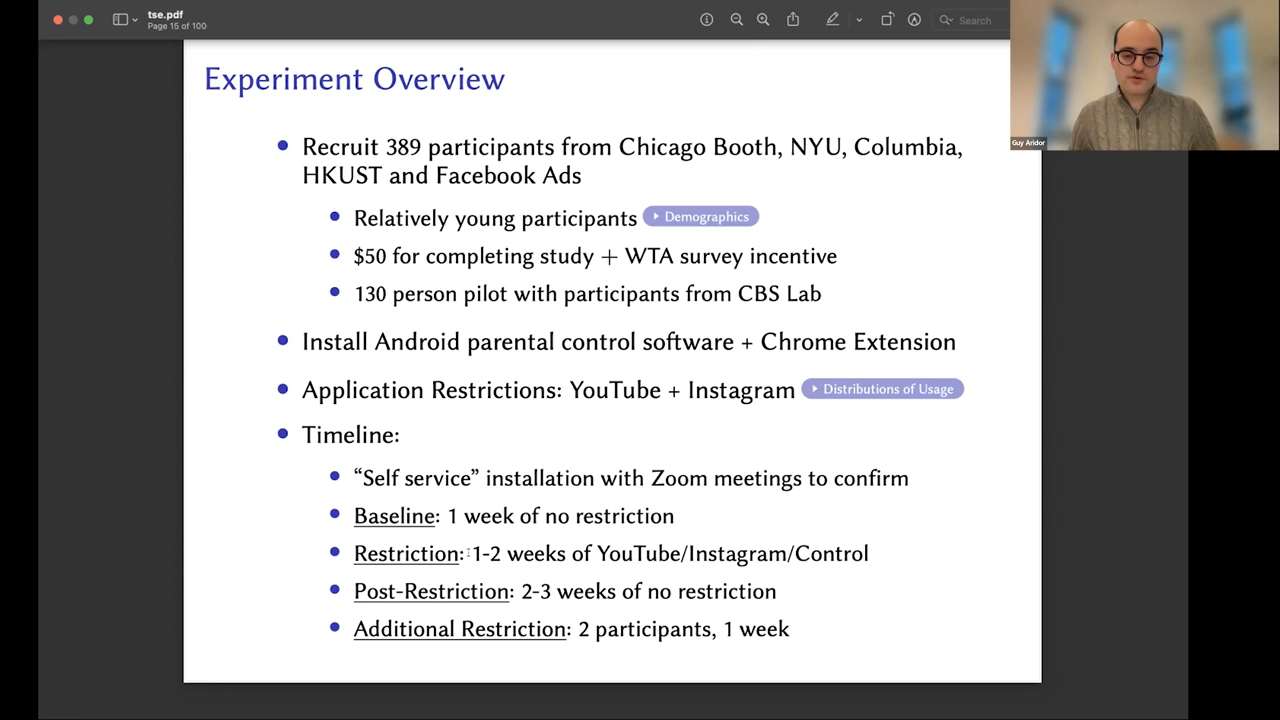 tse.pdf
Page 15 of 100
Search
Guy Aridor
Experiment Overview
Recruit 389 participants from Chicago Booth, NYU, Columbia,
HKUST and Facebook Ads
Relatively young participants Demographics
$50 for completing study + WTA survey incentive
130 person pilot with participants from CBS Lab
Install Android parental control software + Chrome Extension
Application Restrictions: YouTube + Instagram Distributions of Usage
Timeline:
“Self service” installation with Zoom meetings to confirm
Baseline: 1 week of no restriction
Restriction: 1-2 weeks of YouTube/Instagram/Control
Post-Restriction: 2-3 weeks of no restriction
Additional Restriction: 2 participants, 1 week